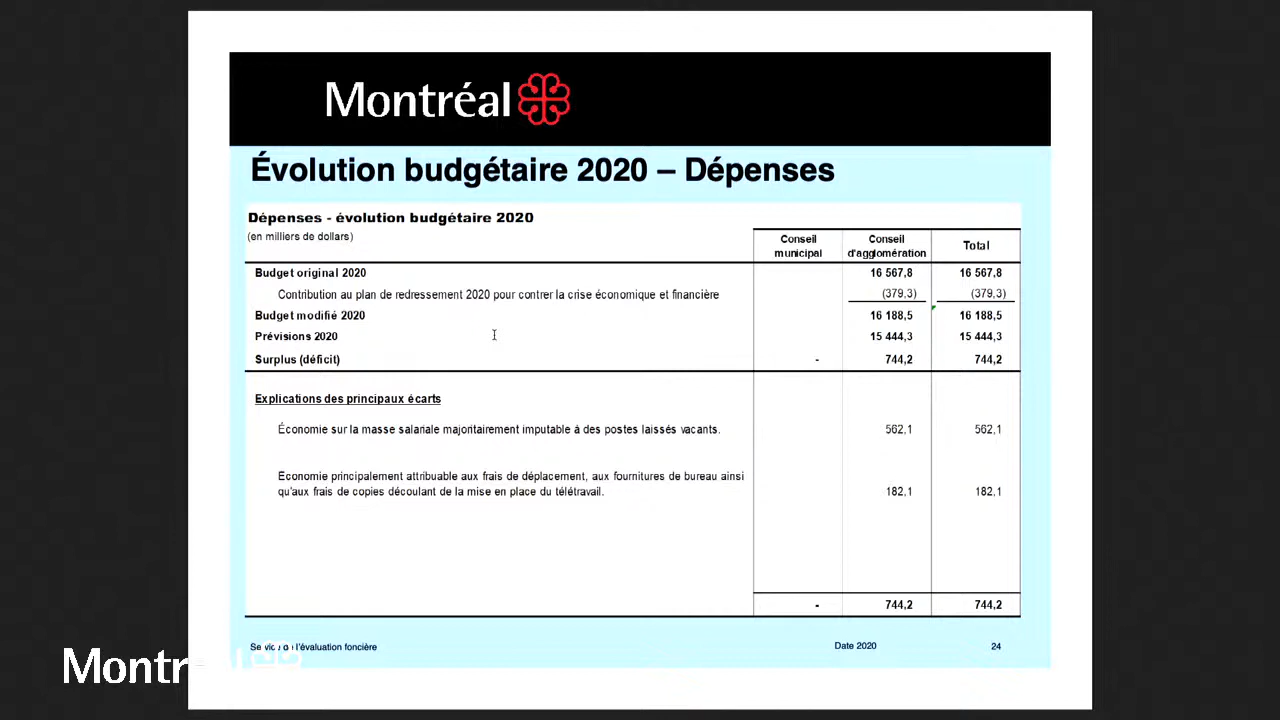 Montréal
Évolution budgétaire 2020 – Dépenses
Dépenses - évolution budgétaire 2020
(en milliers de dollars)
Conseil municipal Conseil d'agglomération Total
Budget original 2020 16 567,8 16 567,8
Contribution au plan de redressement 2020 pour contrer la crise économique et financière (379,3) (379,3)
Budget modifié 2020 16 188,5 16 188,5
Prévisions 2020 15 444,3 15 444,3
Surplus (déficit) - 744,2 744,2
Explications des principaux écarts
Économie sur la masse salariale majoritairement imputable à des postes laissés vacants. 562,1 562,1
Economie principalement attribuable aux frais de déplacement, aux fournitures de bureau ainsi
qu'aux frais de copies découlant de la mise en place du télétravail. 182,1 182,1
- 744,2 744,2
Service de l'évaluation foncière Date 2020 24
Montréal